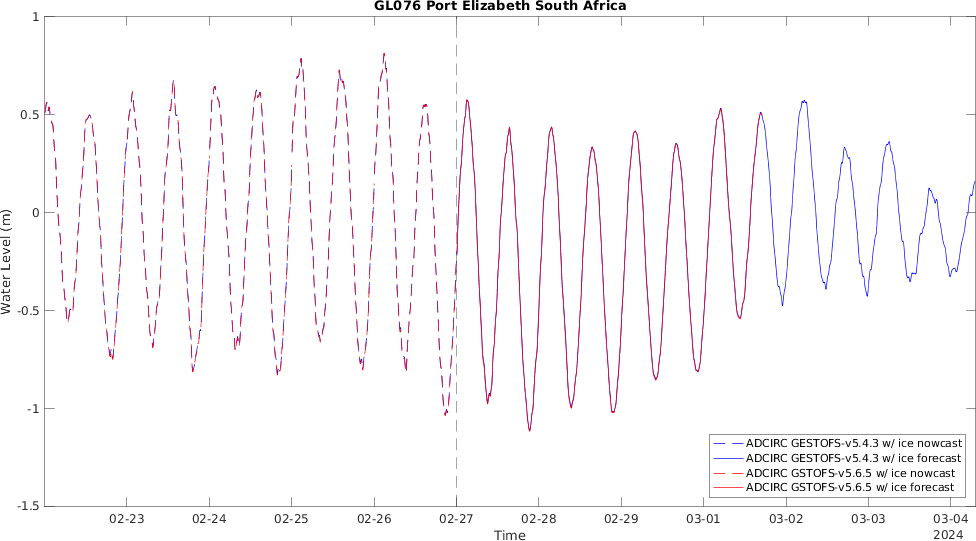 GL076 Port Elizabeth South Africa
1
0.5
0
-0.5
-1
-1.5
Water Level (m)
ADCIRC GESTOFS-v5.4.3 w/ ice nowcast
ADCIRC GESTOFS-v5.4.3 w/ ice forecast
ADCIRC GSTOFS-v5.6.5 w/ ice nowcast
ADCIRC GSTOFS-v5.6.5 w/ ice forecast
02-23 02-24 02-25 02-26 02-27 02-28 02-29 03-01 03-02 03-03 03-04
Time 2024